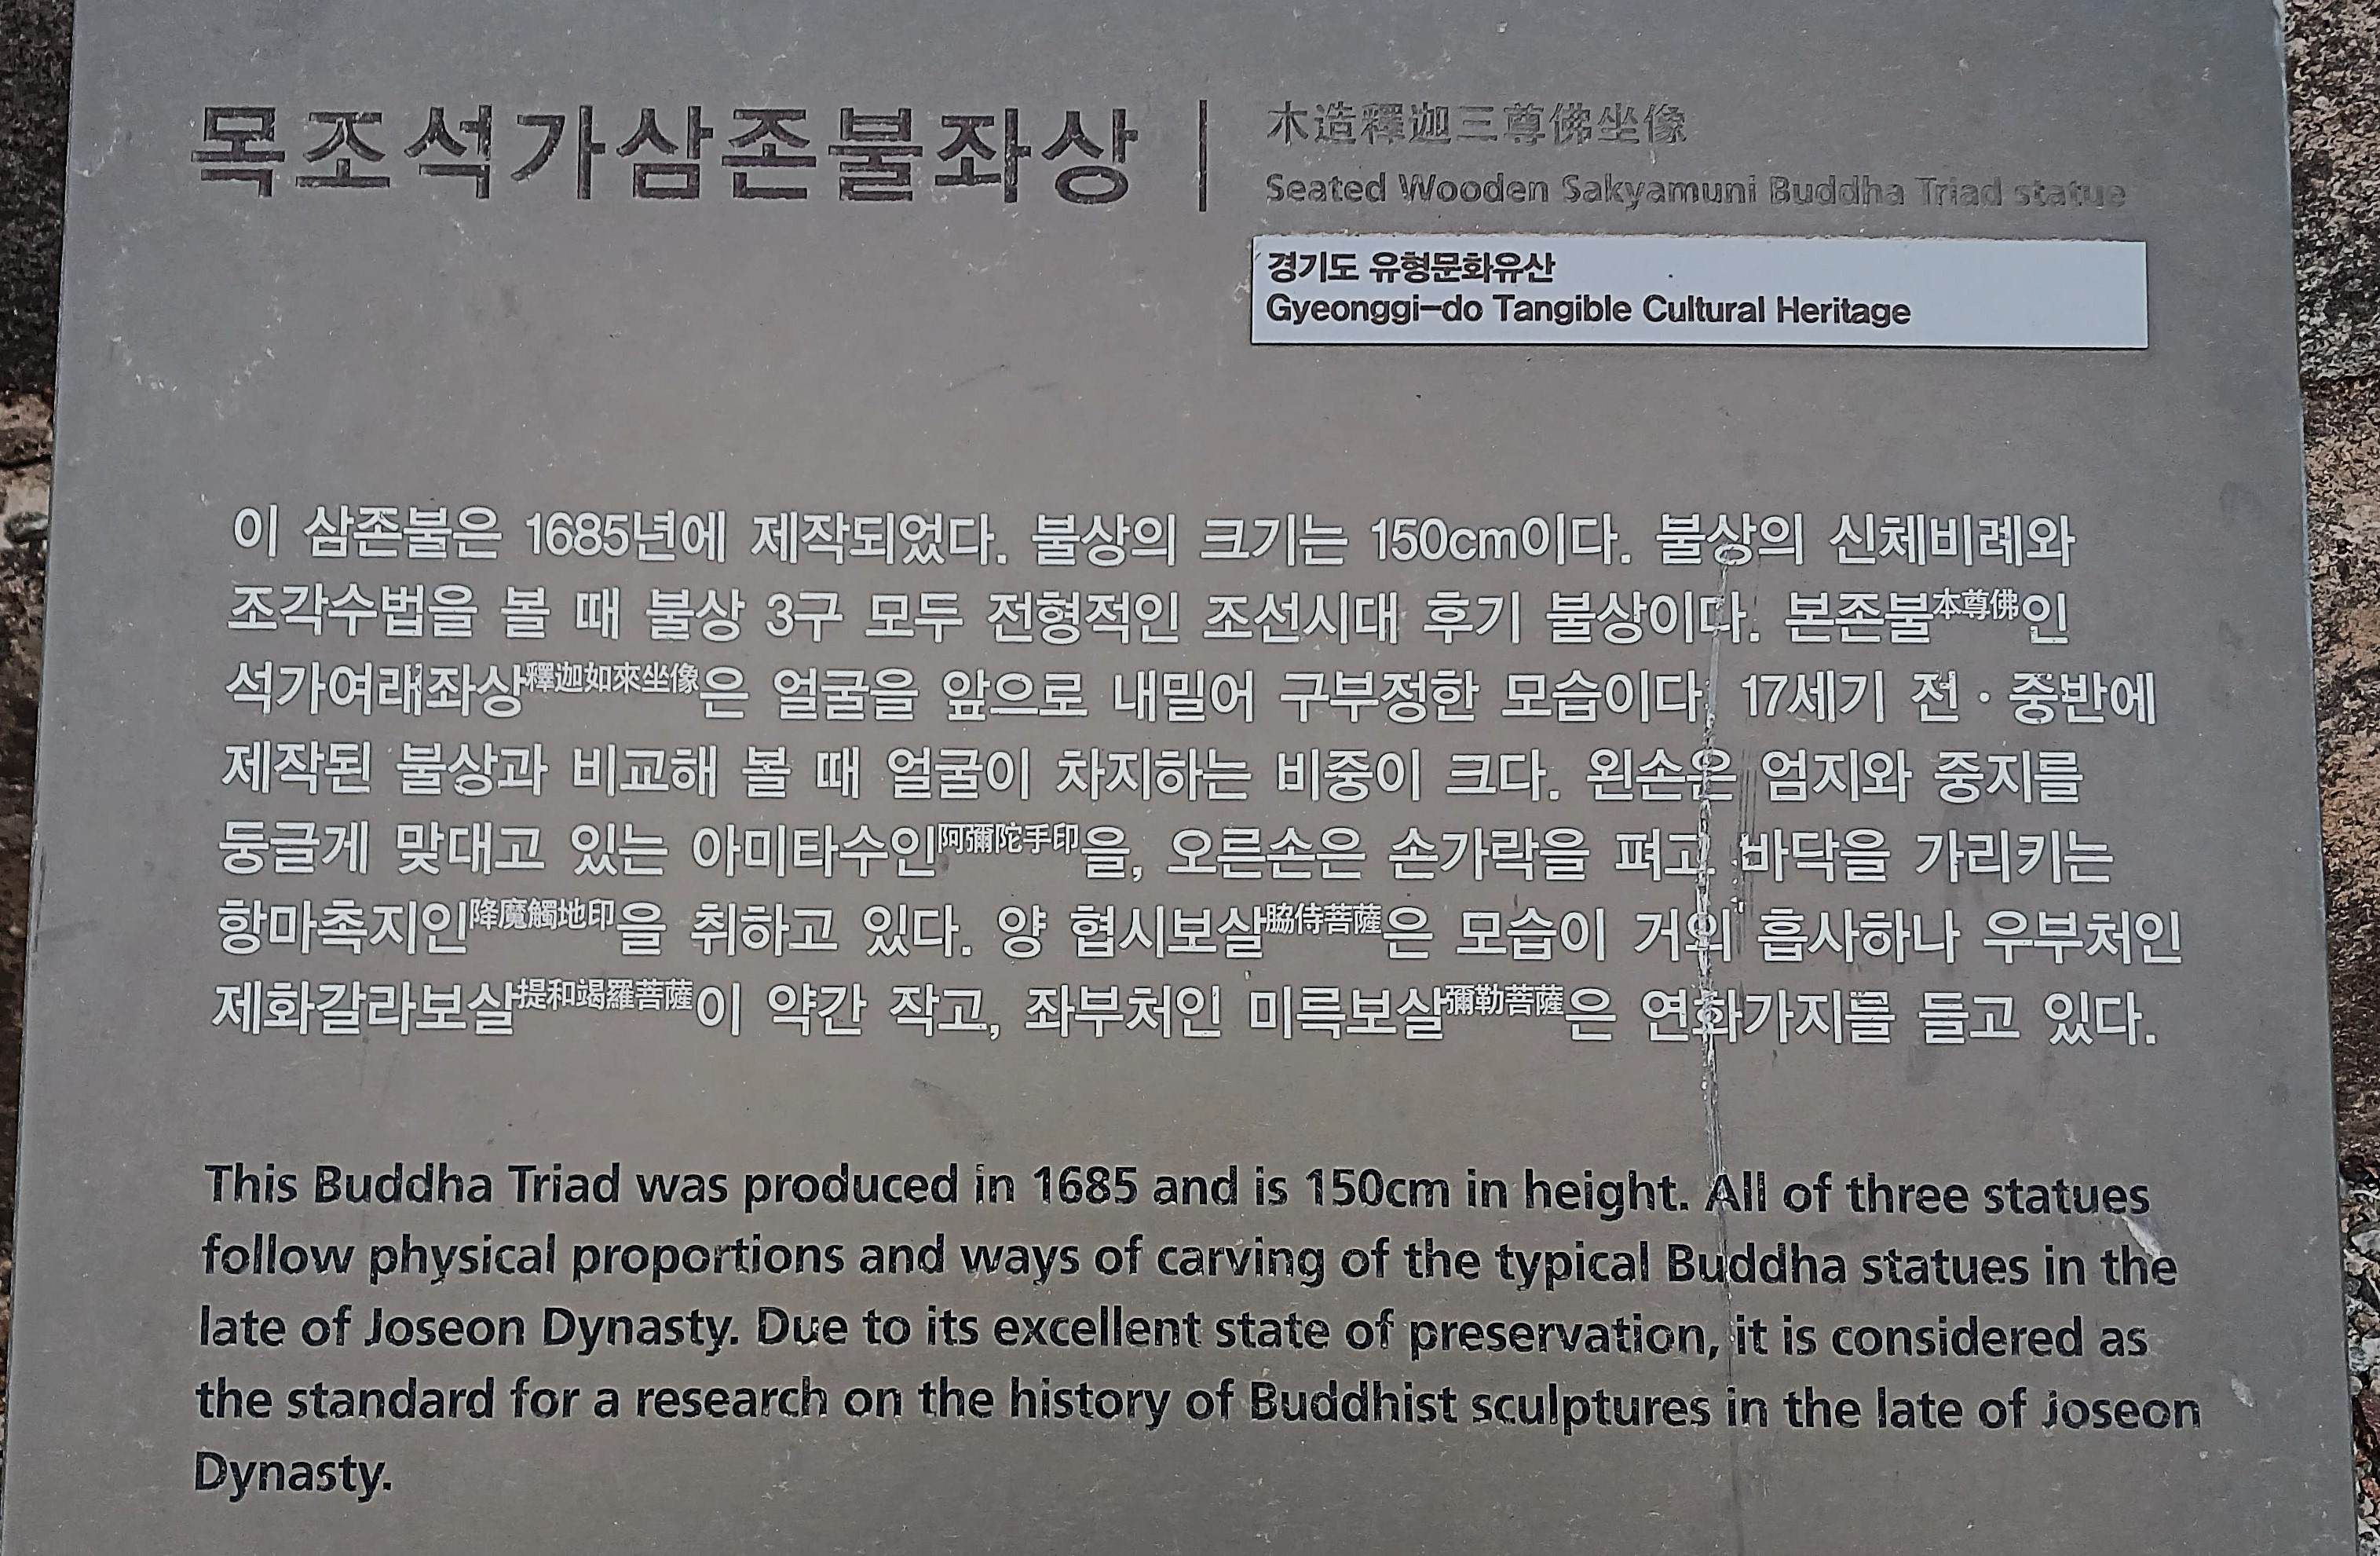 목조석가삼존불좌상
木造釋迦三尊佛坐像
Seated Wooden Sakyamuni Buddha Triad statue
경기도 유형문화유산
Gyeonggi-do Tangible Cultural Heritage
이 삼존불은 1685년에 제작되었다. 불상의 크기는 150cm이다. 불상의 신체비례와
조각수법을 볼 때 불상 3구 모두 전형적인 조선시대 후기 불상이다. 본존불本尊佛인
석가여래좌상釋迦如來坐像은 얼굴을 앞으로 내밀어 구부정한 모습이다. 17세기 전·중반에
제작된 불상과 비교해 볼 때 얼굴이 차지하는 비중이 크다. 왼손은 엄지와 중지를
둥글게 맞대고 있는 아미타수인阿彌陀手印을, 오른손은 손가락을 펴고 바닥을 가리키는
항마촉지인降魔觸地印을 취하고 있다. 양 협시보살脇侍菩薩은 모습이 거의 흡사하나 우부처인
제화갈라보살提和竭羅菩薩이 약간 작고, 좌부처인 미륵보살彌勒菩薩은 연화가지를 들고 있다.
This Buddha Triad was produced in 1685 and is 150cm in height. All of three statues
follow physical proportions and ways of carving of the typical Buddha statues in the
late of Joseon Dynasty. Due to its excellent state of preservation, it is considered as
the standard for a research on the history of Buddhist sculptures in the late of Joseon
Dynasty.